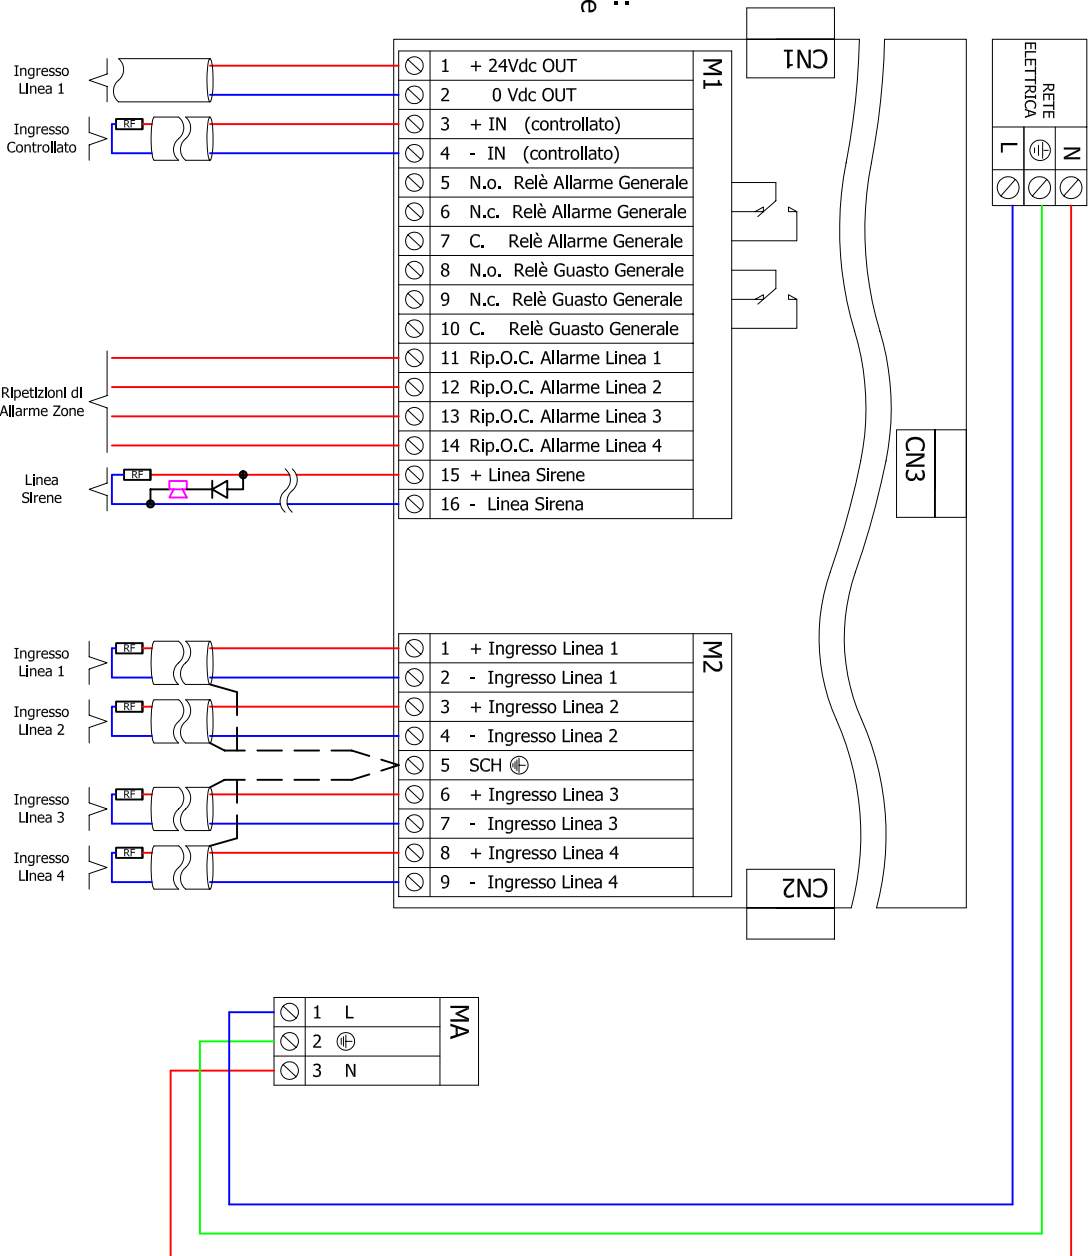 e
CN1
RETE
ELETTRICA
L
N
M1
1 + 24Vdc OUT
2 0 Vdc OUT
3 + IN (controllato)
4 - IN (controllato)
5 N.o. Relè Allarme Generale
6 N.c. Relè Allarme Generale
7 C. Relè Allarme Generale
8 N.o. Relè Guasto Generale
9 N.c. Relè Guasto Generale
10 C. Relè Guasto Generale
11 Rip.O.C. Allarme Linea 1
12 Rip.O.C. Allarme Linea 2
13 Rip.O.C. Allarme Linea 3
14 Rip.O.C. Allarme Linea 4
15 + Linea Sirene
16 - Linea Sirena
Ingresso
Linea 1
Ingresso
Controllato
RF
Ripetizioni di
Allarme Zone
Linea
Sirene
RF
CN3
M2
1 + Ingresso Linea 1
2 - Ingresso Linea 1
3 + Ingresso Linea 2
4 - Ingresso Linea 2
5 SCH
6 + Ingresso Linea 3
7 - Ingresso Linea 3
8 + Ingresso Linea 4
9 - Ingresso Linea 4
Ingresso
Linea 1
RF
Ingresso
Linea 2
RF
Ingresso
Linea 3
RF
Ingresso
Linea 4
RF
CN2
MA
1 L
2
3 N